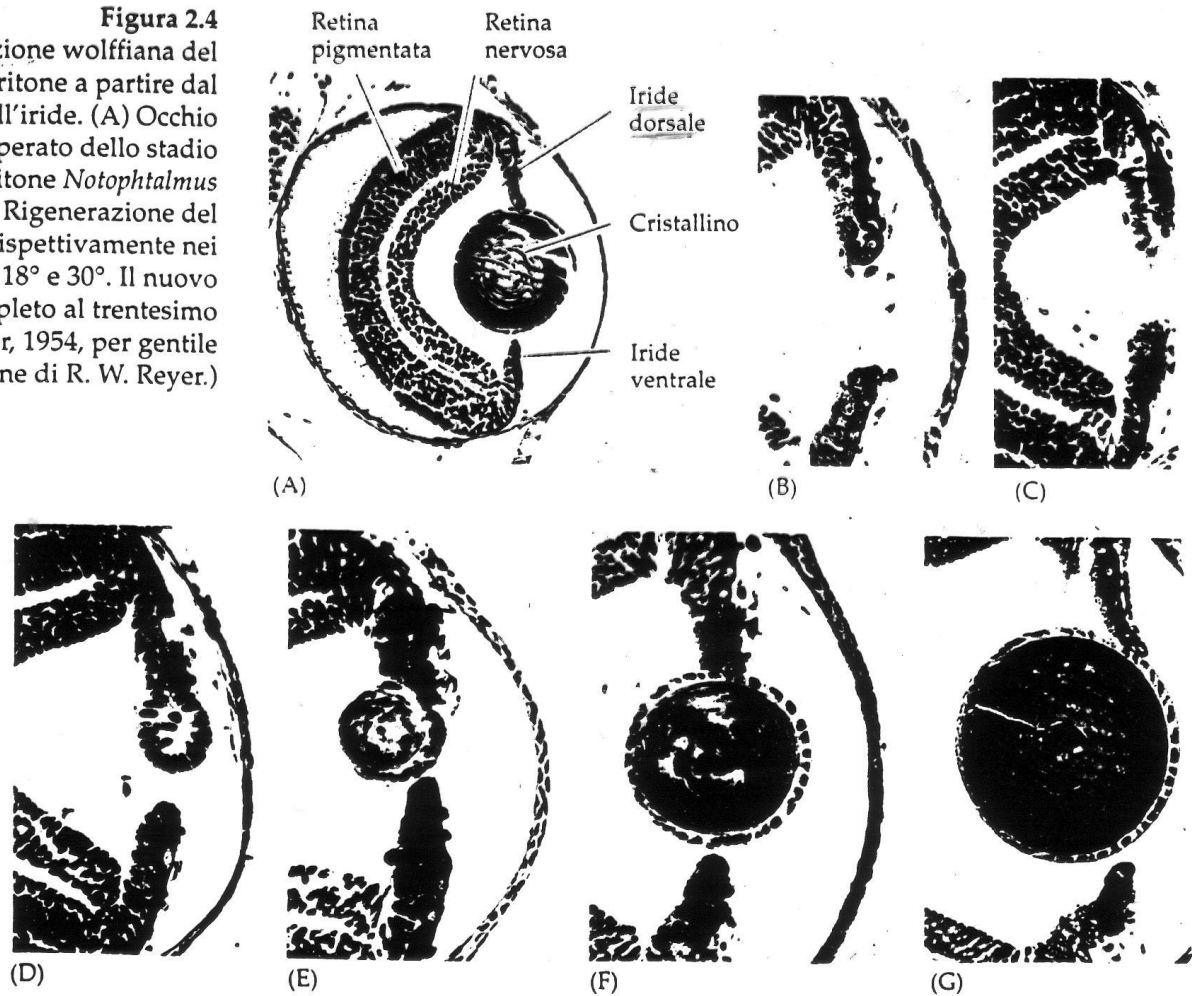 Figura 2.4
zione wolffiana del
ritone a partire dal
ll'iride. (A) Occhio
perato dello stadio
itone Notophtalmus
Rigenerazione del
ispettivamente nei
18° e 30°. Il nuovo
pleto al trentesimo
r, 1954, per gentile
ne di R. W. Reyer.)
Retina
pigmentata
Retina
nervosa
Iride
dorsale
Cristallino
Iride
ventrale
(A)
(B)
(C)
(D)
(E)
(F)
(G)